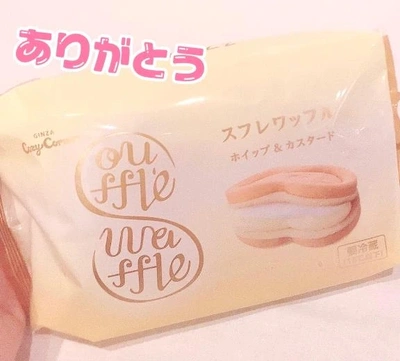 ありがとう
GINZA
Cozy Corner
Souffle
Waffle
スフレワッフル
ホイップ & カスタード
要冷蔵